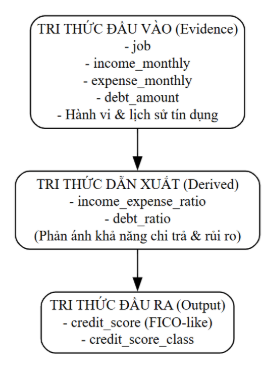 TRI THỨC ĐẦU VÀO (Evidence)
- job
- income_monthly
- expense_monthly
- debt_amount
- Hành vi & lịch sử tín dụng
TRI THỨC DẪN XUẤT (Derived)
- income_expense_ratio
- debt_ratio
(Phản ánh khả năng chi trả & rủi ro)
TRI THỨC ĐẦU RA (Output)
- credit_score (FICO-like)
- credit_score_class